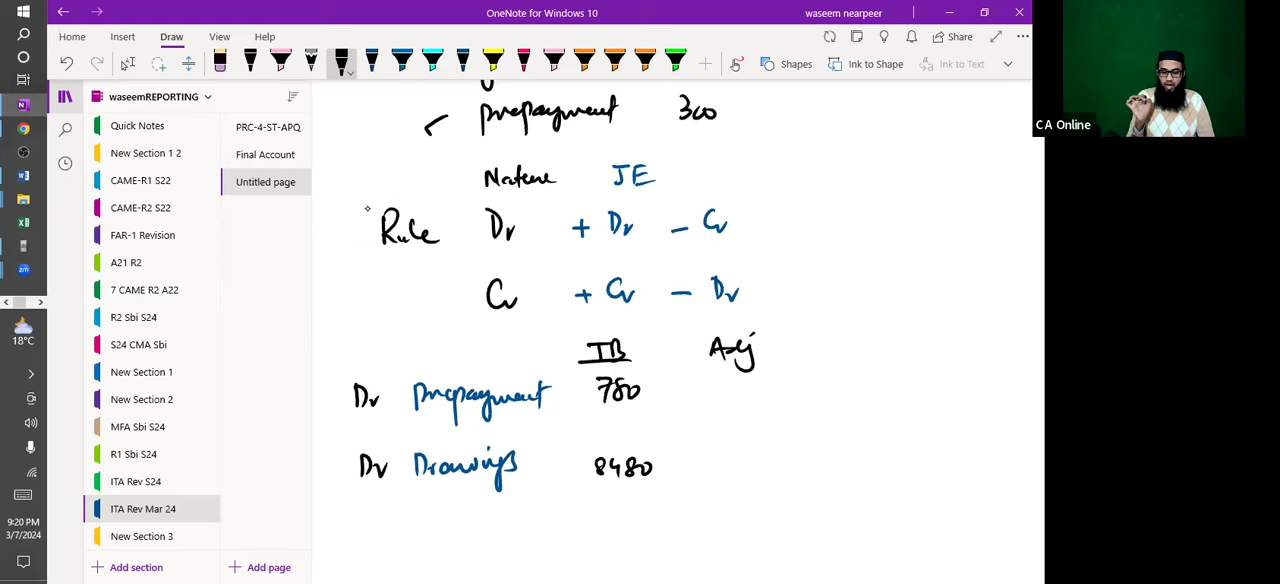 OneNote for Windows 10
waseem nearpeer
Home Insert Draw View Help
Share
Shapes
Ink to Shape
Ink to Text
waseemREPORTING
Quick Notes
New Section 1 2
CAME-R1 S22
CAME-R2 S22
FAR-1 Revision
A21 R2
7 CAME R2 A22
R2 Sbi S24
S24 CMA Sbi
New Section 1
New Section 2
MFA Sbi S24
R1 Sbi S24
ITA Rev S24
ITA Rev Mar 24
New Section 3
Add section
PRC-4-ST-APQ
Final Account
Untitled page
Add page
Prepayment 300
Nature JE
Rule Dr + Dr - Cr
Cr + Cr - Dr
TB Adj
Dr Prepayment 780
Dr Drawings 8480
CA Online
18°C
9:20 PM
3/7/2024